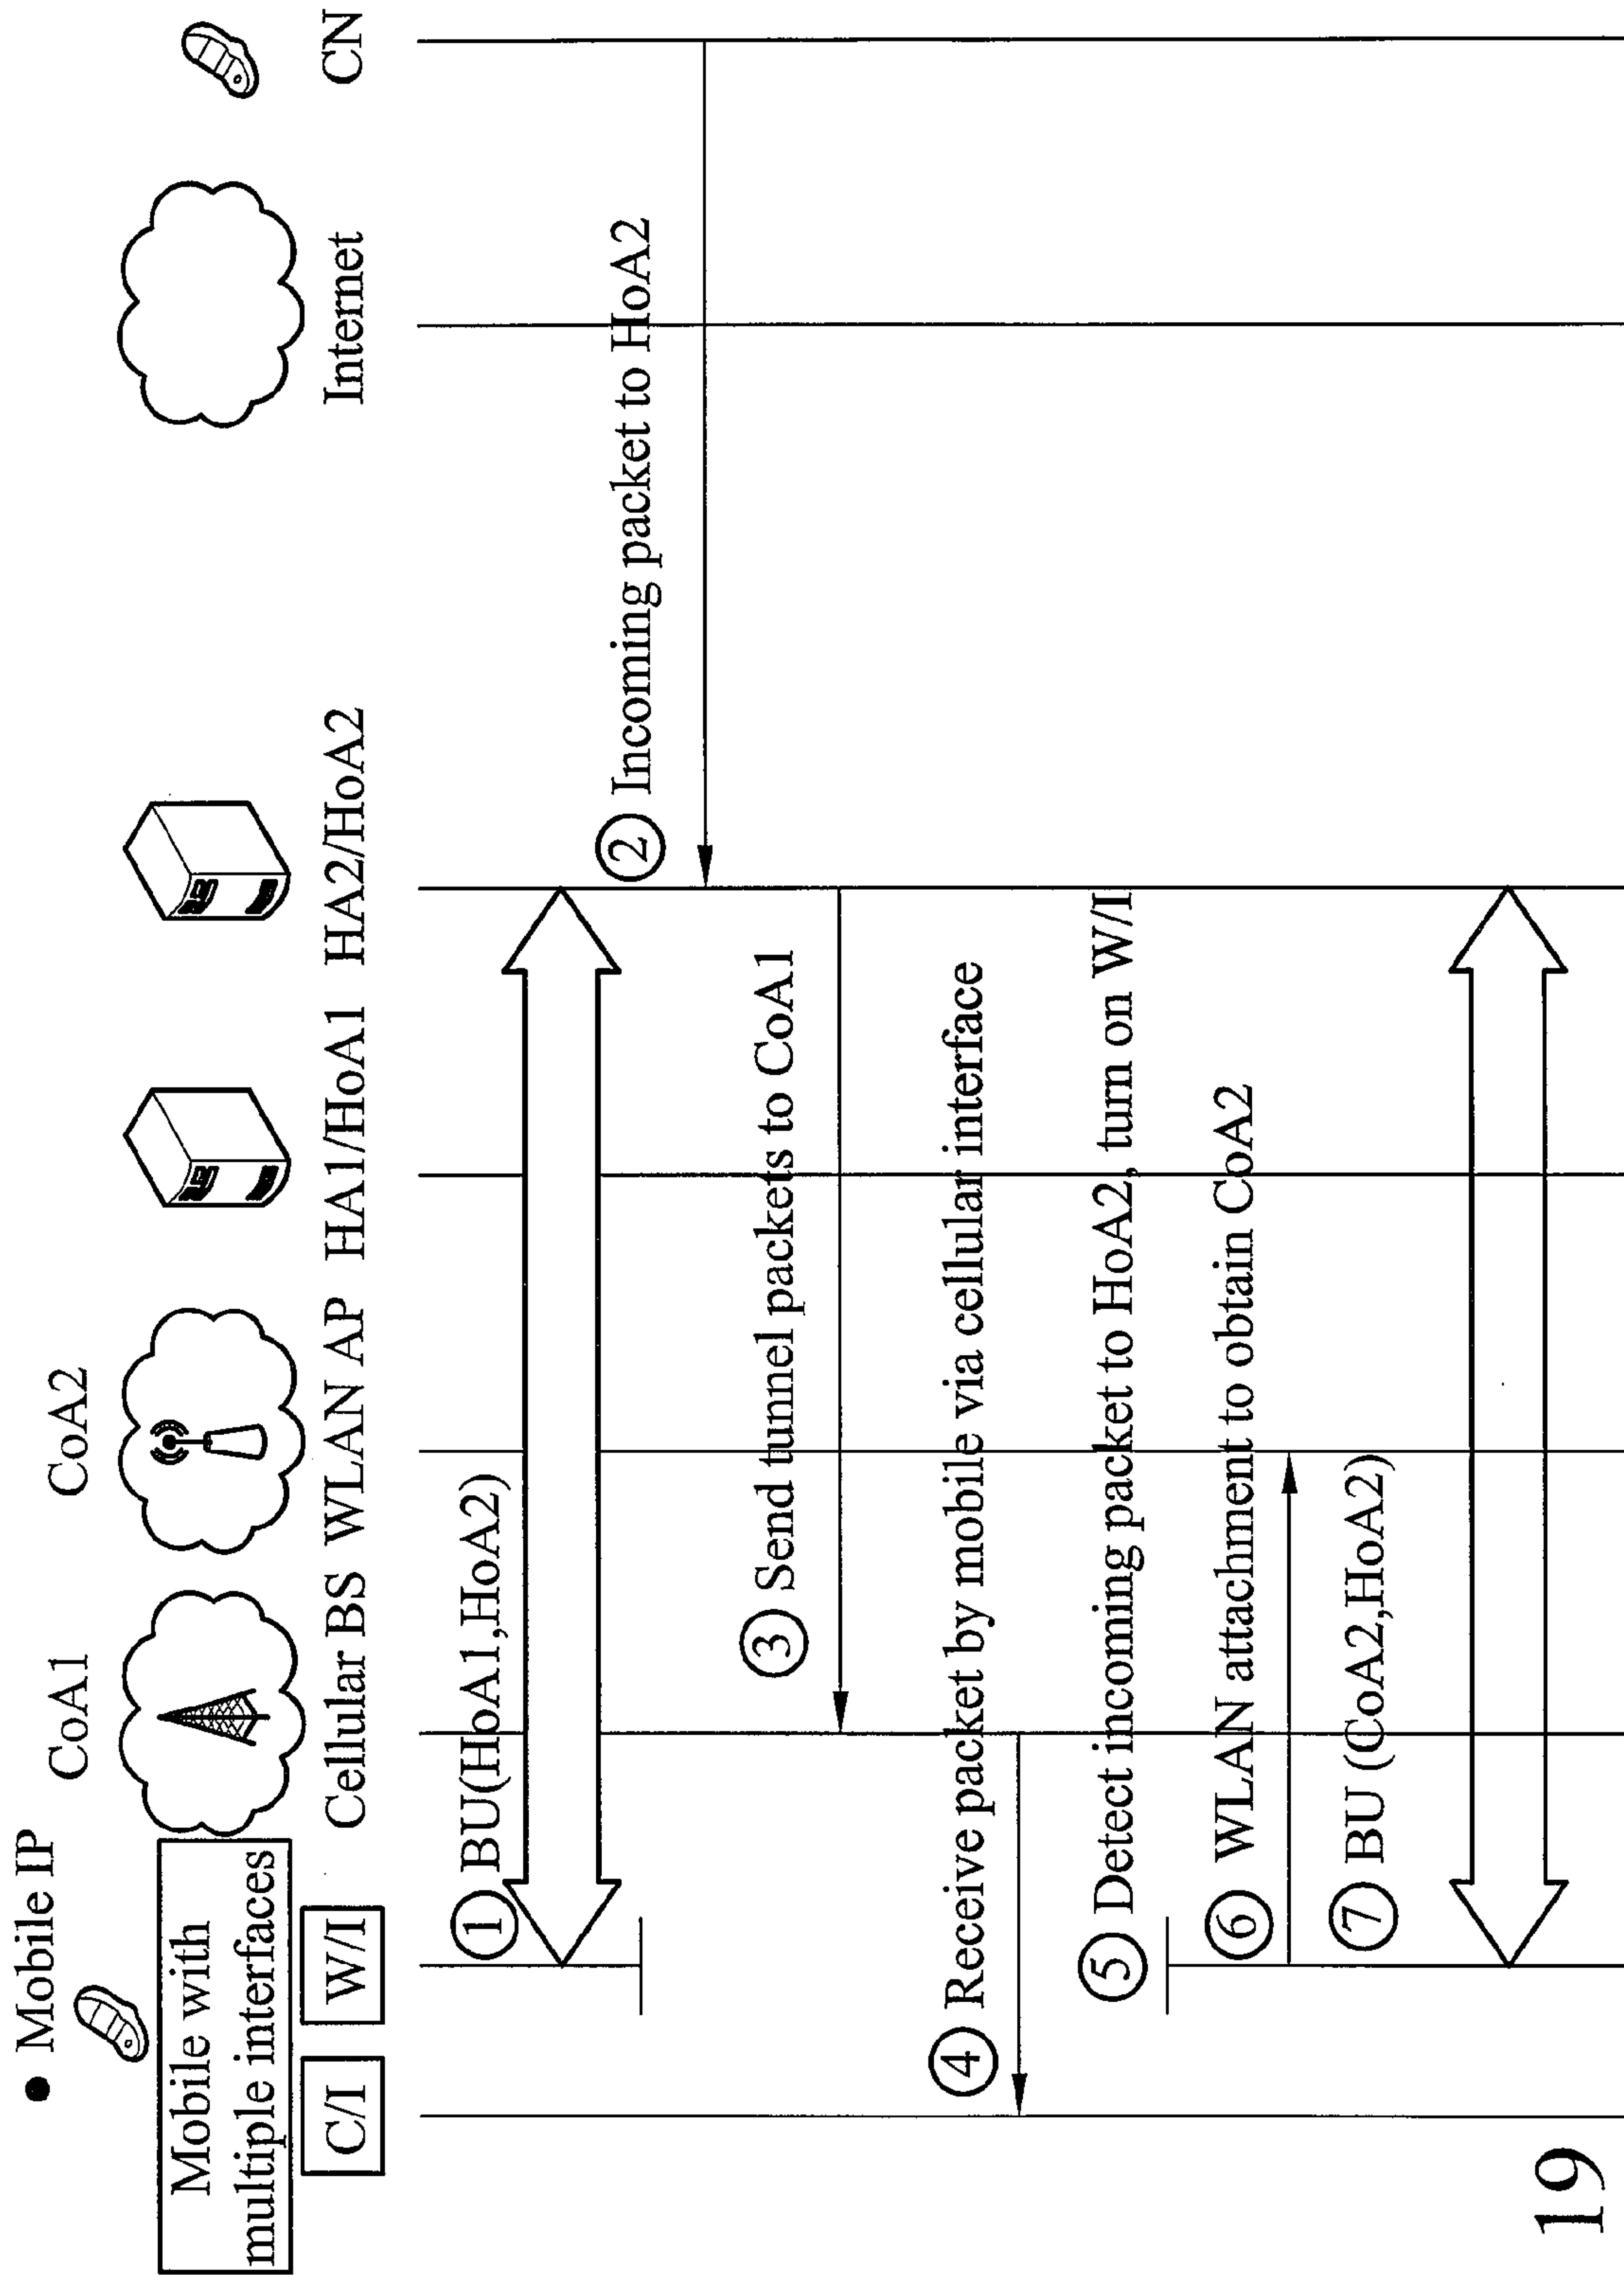 • Mobile IP
CoA1
CoA2
Mobile with
multiple interfaces
C/I
W/I
Cellular BS
WLAN AP
HA1/HoA1
HA2/HoA2
Internet
CN
① BU(HoA1,HoA2)
② Incoming packet to HoA2
③ Send tunnel packets to CoA1
④ Receive packet by mobile via cellular interface
⑤ Detect incoming packet to HoA2, turn on W/I
⑥ WLAN attachment to obtain CoA2
⑦ BU (CoA2,HoA2)
19